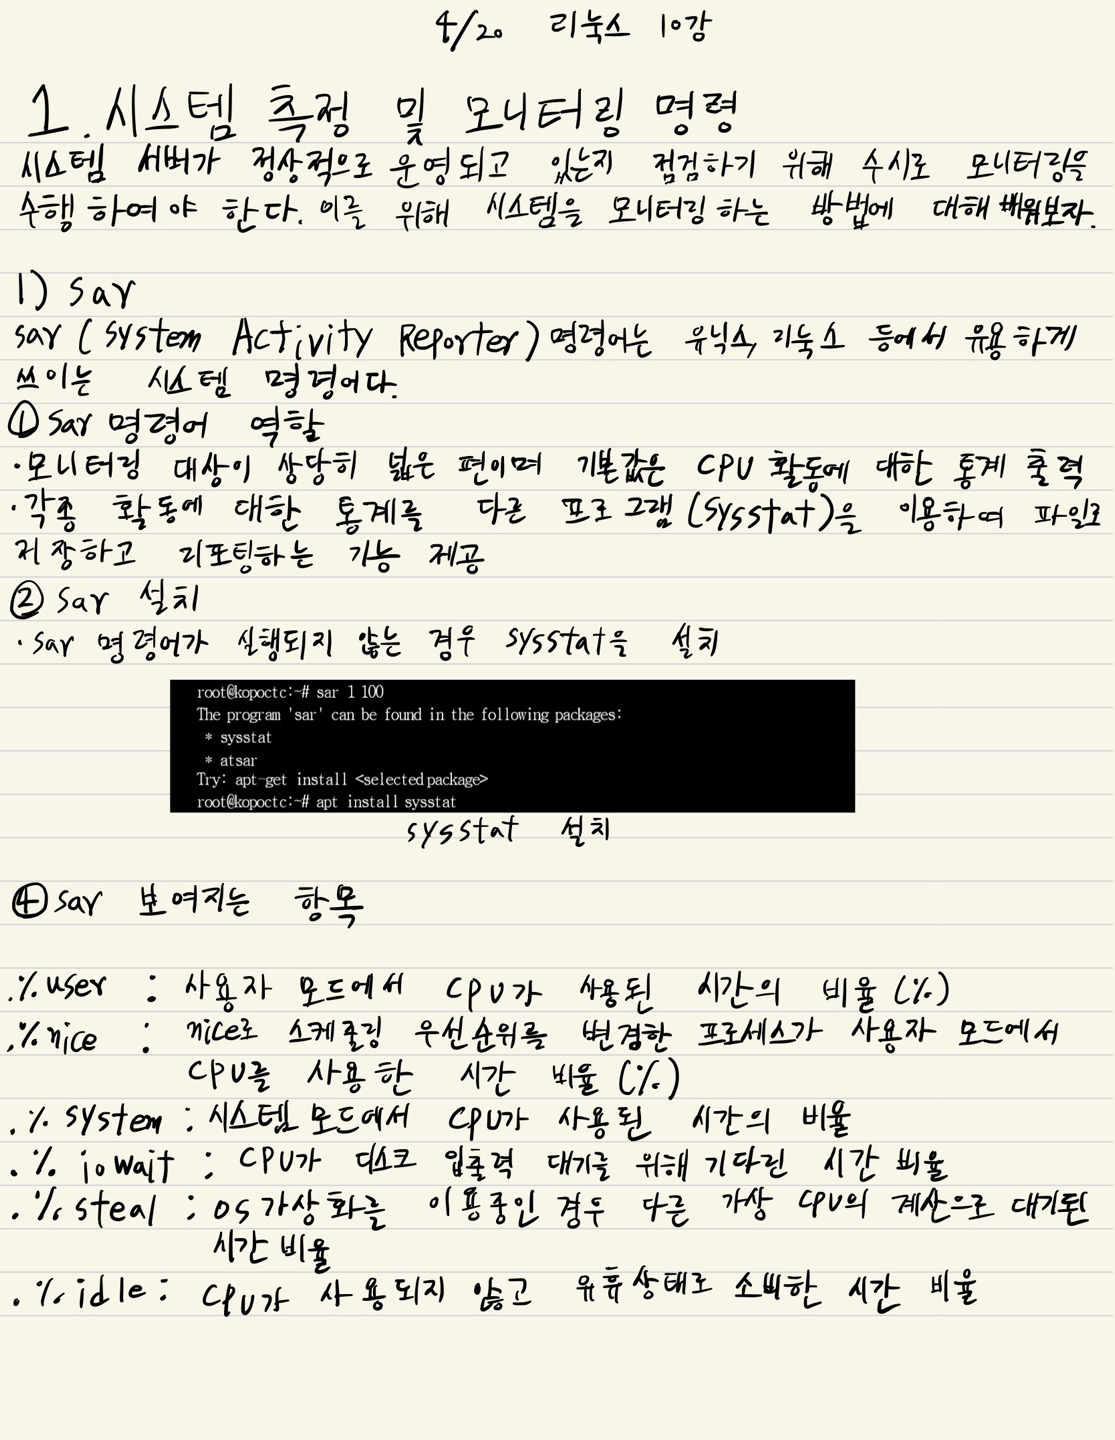 4/20 리눅스 10강
1. 시스템 측정 및 모니터링 명령
시스템 서버가 정상적으로 운영되고 있는지 점검하기 위해 수시로 모니터링을
수행하여야 한다. 이를 위해 시스템을 모니터링 하는 방법에 대해 배워보자.
1) sar
sar (System Activity Reporter) 명령어는 유닉스, 리눅스 등에서 유용하게
쓰이는 시스템 명령어다.
① sar 명령어 역할
· 모니터링 대상이 상당히 넓은 편이며 기본값은 CPU 활동에 대한 통계 출력
· 각종 활동에 대한 통계를 다른 프로그램(sysstat)을 이용하여 파일로
저장하고 리포팅하는 기능 제공
② sar 설치
· sar 명령어가 실행되지 않는 경우 sysstat을 설치
root@kopoctc:~# sar 1 100
The program 'sar' can be found in the following packages:
* sysstat
* atsar
Try: apt-get install <selected package>
root@kopoctc:~# apt install sysstat
sysstat 설치
④ sar 보여지는 항목
· %user : 사용자 모드에서 CPU가 사용된 시간의 비율(%)
· %nice : nice로 스케줄링 우선순위를 변경한 프로세스가 사용자 모드에서
CPU를 사용한 시간 비율(%)
· % system : 시스템 모드에서 CPU가 사용된 시간의 비율
· % iowait : CPU가 디스크 입출력 대기를 위해 기다린 시간 비율
· % steal : OS 가상화를 이용중인 경우 다른 가상 CPU의 계산으로 대기된
시간 비율
· % idle : CPU가 사용되지 않고 유휴상태로 소비한 시간 비율